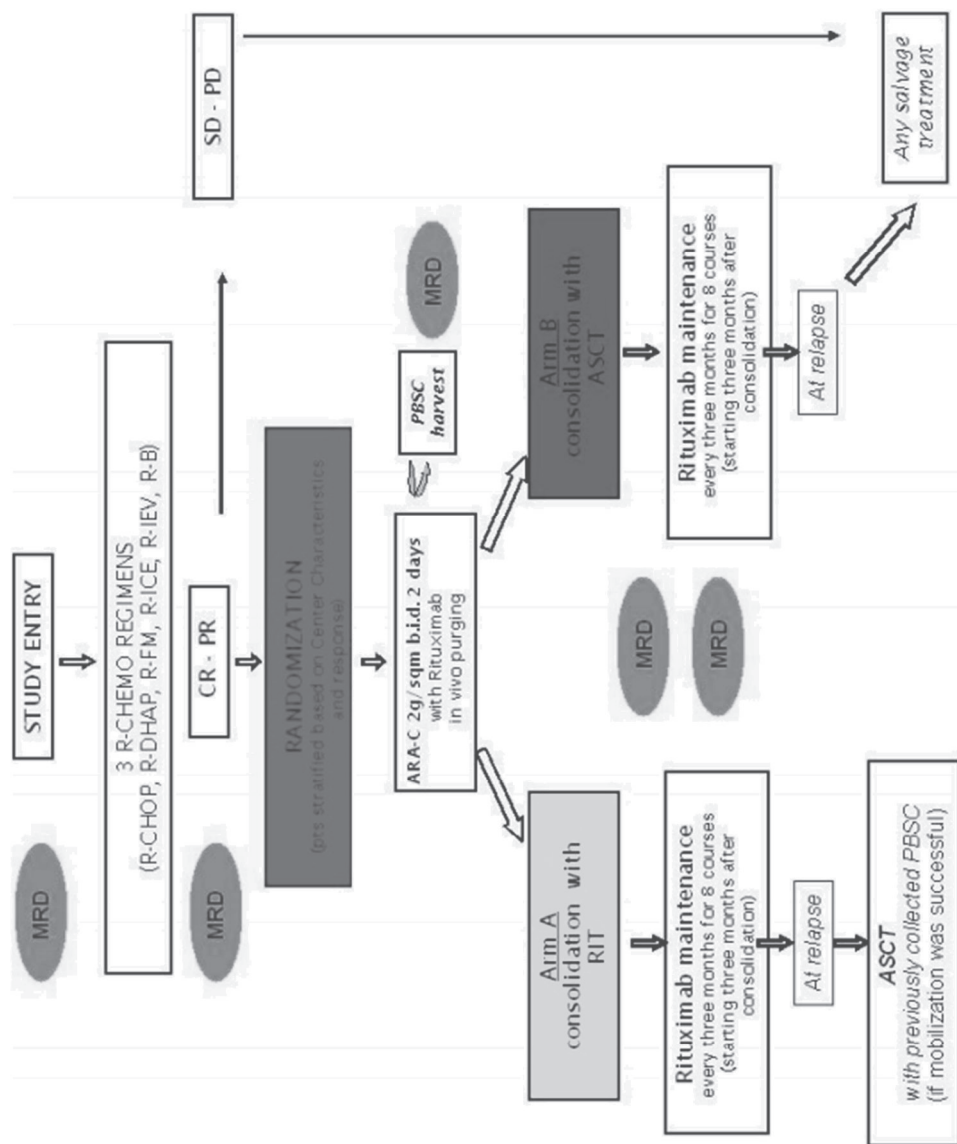 STUDY ENTRY
MRD
3 R-CHEMO REGIMENS
(R-CHOP, R-DHAP, R-FM, R-ICE, R-IEV, R-B)
MRD
CR - PR
SD - PD
RANDOMIZATION
(pts stratified based on Center Characteristics
and response)
ARA-C 2g/sqm b.i.d. 2 days
with Rituximab
in vivo purging
PBSC
harvest
MRD
Arm A
consolidation with
RIT
Arm B
consolidation with
ASCT
MRD
MRD
Rituximab maintenance
every three months for 8 courses
(starting three months after
consolidation)
Rituximab maintenance
every three months for 8 courses
(starting three months after
consolidation)
At relapse
At relapse
ASCT
with previously collected PBSC
(if mobilization was successful)
Any salvage
treatment